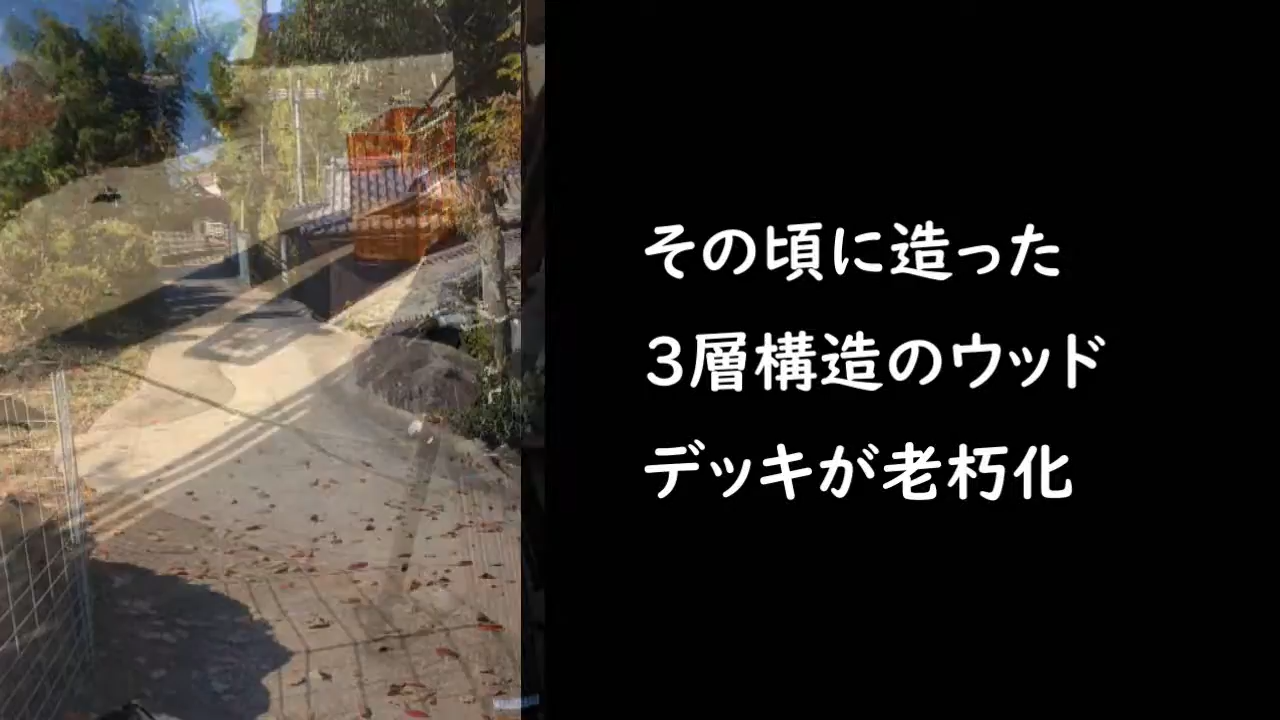 その頃に造った
３層構造のウッド
デッキが老朽化